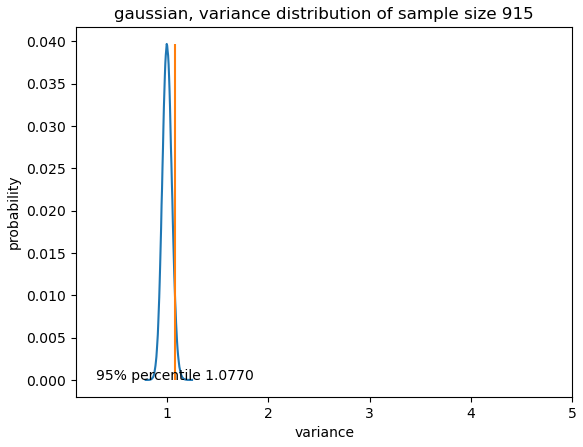 gaussian, variance distribution of sample size 915
0.040
0.035
0.030
0.025
0.020
0.015
0.010
0.005
0.000
probability
95% percentile 1.0770
1 2 3 4 5
variance